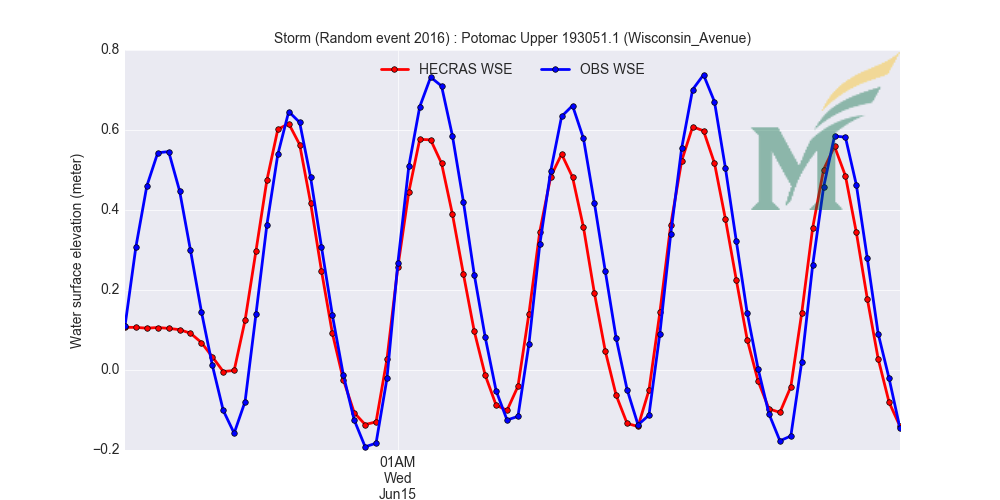 Storm (Random event 2016) : Potomac Upper 193051.1 (Wisconsin_Avenue)
HECRAS WSE
OBS WSE
M
Water surface elevation (meter)
0.8
0.6
0.4
0.2
0.0
−0.2
01AM
Wed
Jun15